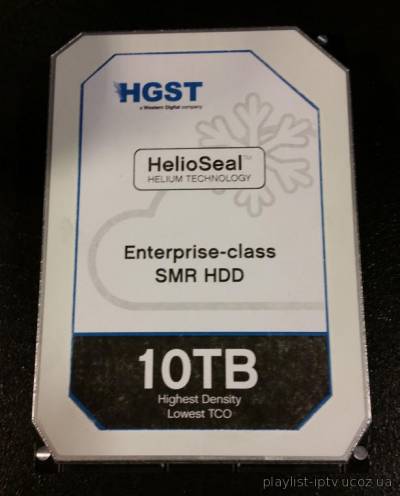 HGST
a Western Digital company
HelioSeal™
HELIUM TECHNOLOGY
Enterprise-class
SMR HDD
10TB
Highest Density
Lowest TCO
playlist-iptv.ucoz.ua